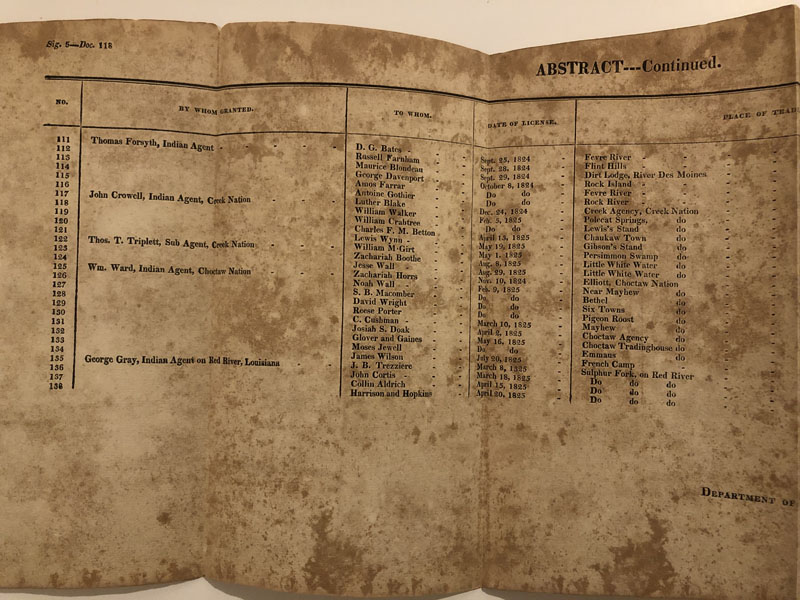 Sig. 5—Doc. 118
ABSTRACT---Continued.
NO. BY WHOM GRANTED. TO WHOM. DATE OF LICENSE. PLACE OF TRAD
111 Thomas Forsyth, Indian Agent - D. G. Bates - Sept. 23, 1824 Fevre River
112 Russell Farnham Sept. 28, 1824 Flint Hills
113 Maurice Blondeau Sept. 29, 1824 Dirt Lodge, River Des Moines
114 George Davenport October 8, 1824 Rock Island
115 Amos Farrar Do do Fevre River
116 Antoine Gothier Do do Rock River
117 John Crowell, Indian Agent, Creek Nation Luther Blake Dec. 24, 1824 Creek Agency, Creek Nation
118 William Walker Feb. 5, 1825 Polecat Springs, do
119 William Crabtree Do do Lewis's Stand do
120 Charles F. M. Betton April 13, 1825 Chaukaw Town do
121 Lewis Wynn May 19, 1825 Gibson's Stand do
122 Thos. T. Triplett, Sub Agent, Creek Nation William M'Girt May 1, 1825 Persimmon Swamp do
123 Zachariah Boothe Aug. 8, 1825 Little White Water do
124 Jesse Wall Aug. 29, 1825 Little White Water do
125 Wm. Ward, Indian Agent, Choctaw Nation Zachariah Horrs Nov. 10, 1824 Elliott, Choctaw Nation
126 Noah Wall Feb. 9, 1825 Near Mayhew do
127 S. B. Macomber Do do Bethel do
128 David Wright Do do Six Towns do
129 Reese Porter Do do Pigeon Roost do
130 C. Cushman March 10, 1825 Mayhew do
131 Josiah S. Doak April 2, 1825 Choctaw Agency do
132 Glover and Gaines May 16, 1825 Choctaw Tradinghouse do
133 Moses Jewell Do do Emmaus do
134 James Wilson July 20, 1825 French Camp do
135 George Gray, Indian Agent on Red River, Louisiana J. B. Trezziere March 8, 1825 Sulphur Fork, on Red River
136 John Cortis March 18, 1825 Do do do
137 Collin Aldrich April 15, 1825 Do do do
138 Harrison and Hopkins April 20, 1825 Do do do
DEPARTMENT OF